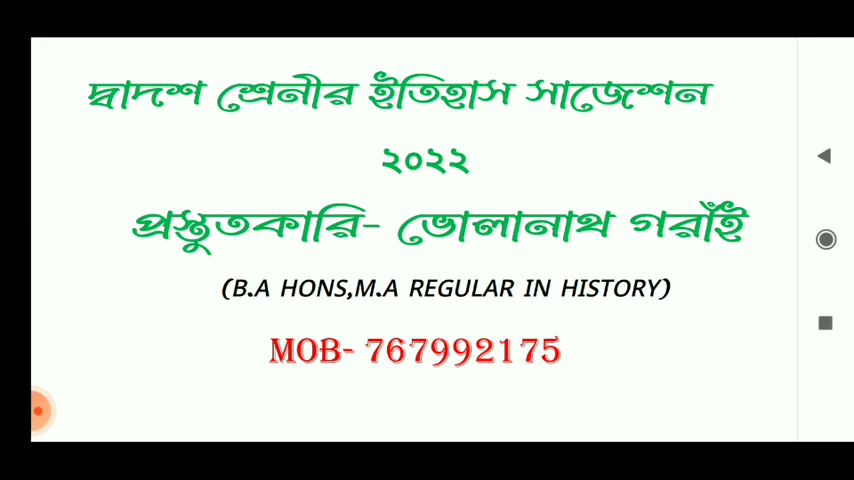 দ্বাদশ শ্রেনীর ইতিহাস সাজেশন
২০২২
প্রস্তুতকারি- ভোলানাথ গরাঁই
(B.A HONS,M.A REGULAR IN HISTORY)
MOB- 767992175